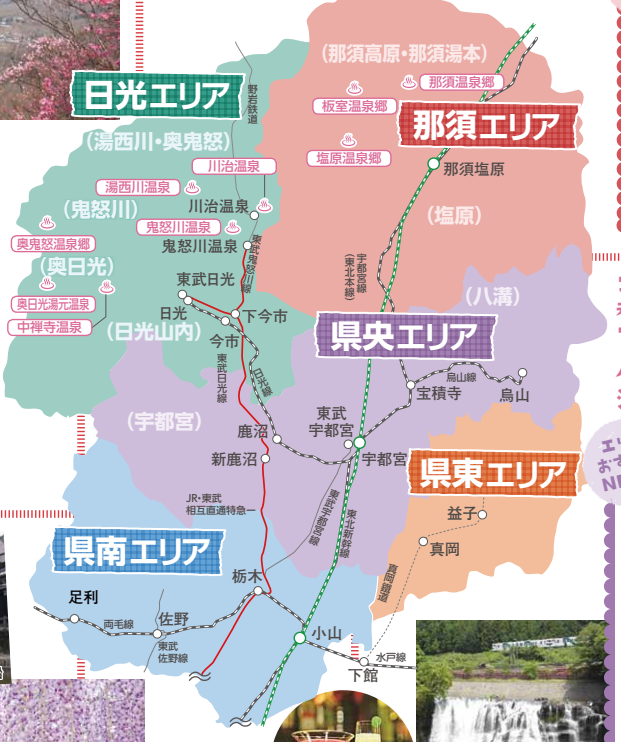 (那須高原・那須湯本)
日光エリア
野岩鉄道
那須温泉郷
板室温泉郷
那須エリア
(湯西川・奥鬼怒)
塩原温泉郷
川治温泉
那須塩原
湯西川温泉
川治温泉
(鬼怒川)
(塩原)
鬼怒川温泉
奥鬼怒温泉郷
鬼怒川温泉
東武鬼怒川線
宇都宮線
(東北本線)
(奥日光)
東武日光
(八溝)
奥日光湯元温泉
日光
下今市
中禅寺温泉
(日光山内)
今市
県央エリア
東武日光線
日光線
烏山線
宝積寺
烏山
(宇都宮)
東武
宇都宮
鹿沼
新鹿沼
宇都宮
県東エリア
エリ
おす
JR・東武
相互直通特急
東武宇都宮線
東北新幹線
益子
真岡
県南エリア
真岡鐵道
栃木
足利
両毛線
佐野
東武
佐野線
小山
水戸線
下館